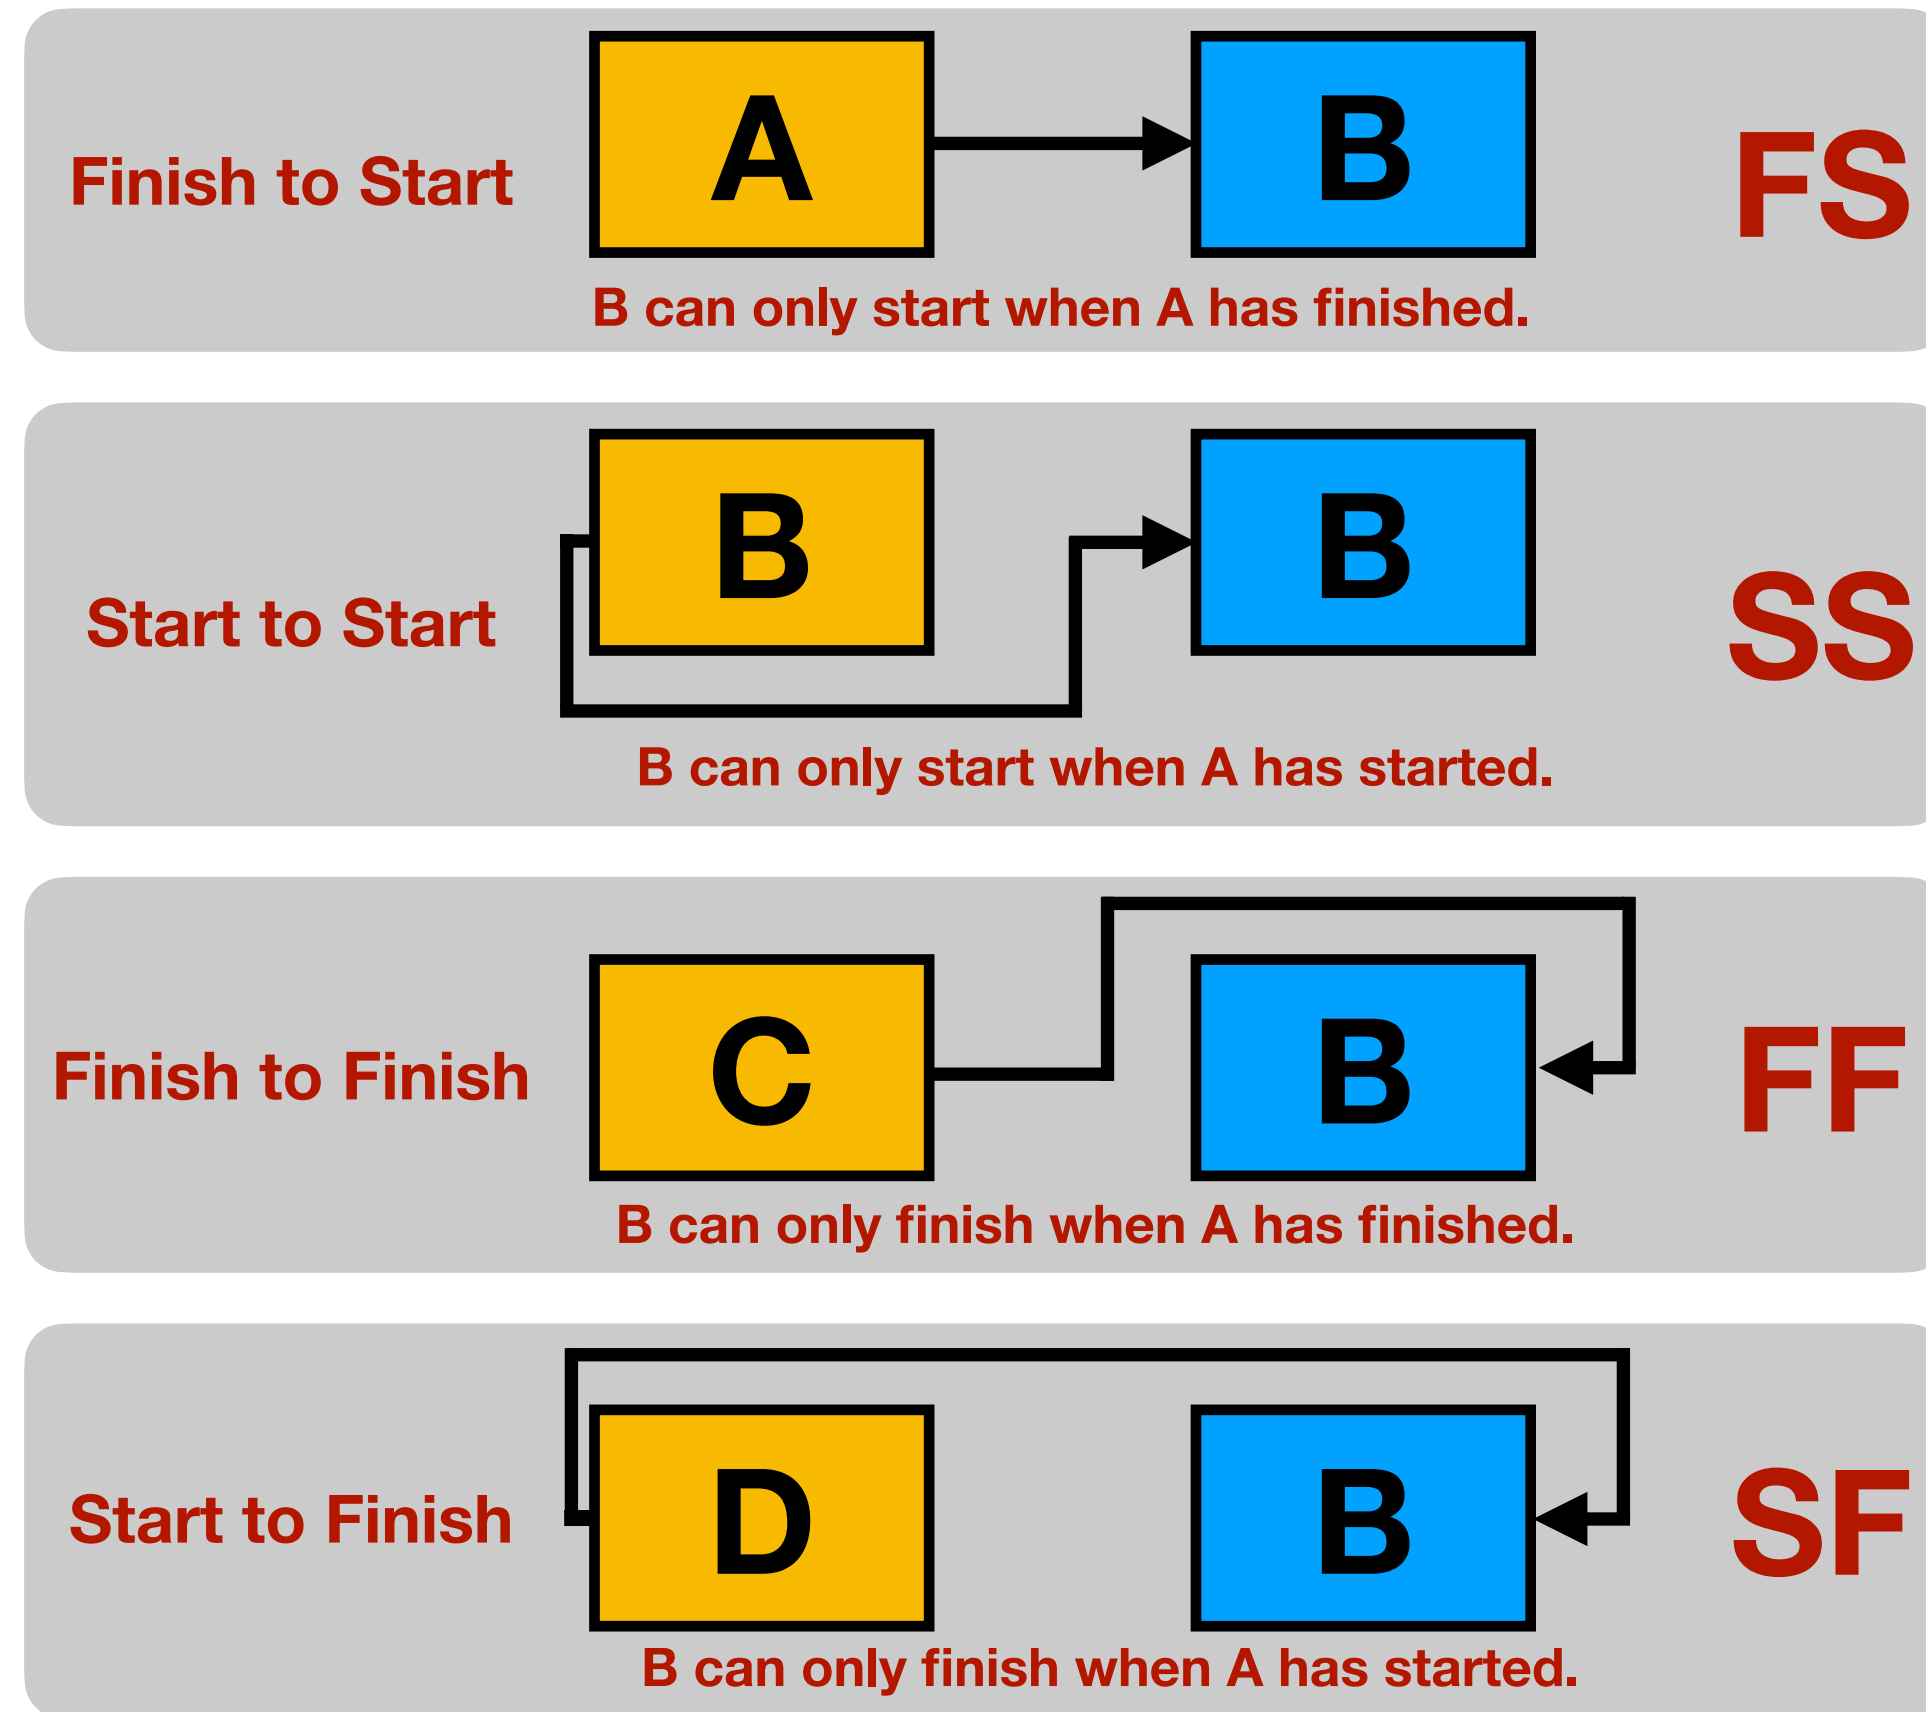 A
B
Finish to Start
FS
B can only start when A has finished.
B
B
Start to Start
SS
B can only start when A has started.
C
B
Finish to Finish
FF
B can only finish when A has finished.
D
B
Start to Finish
SF
B can only finish when A has started.